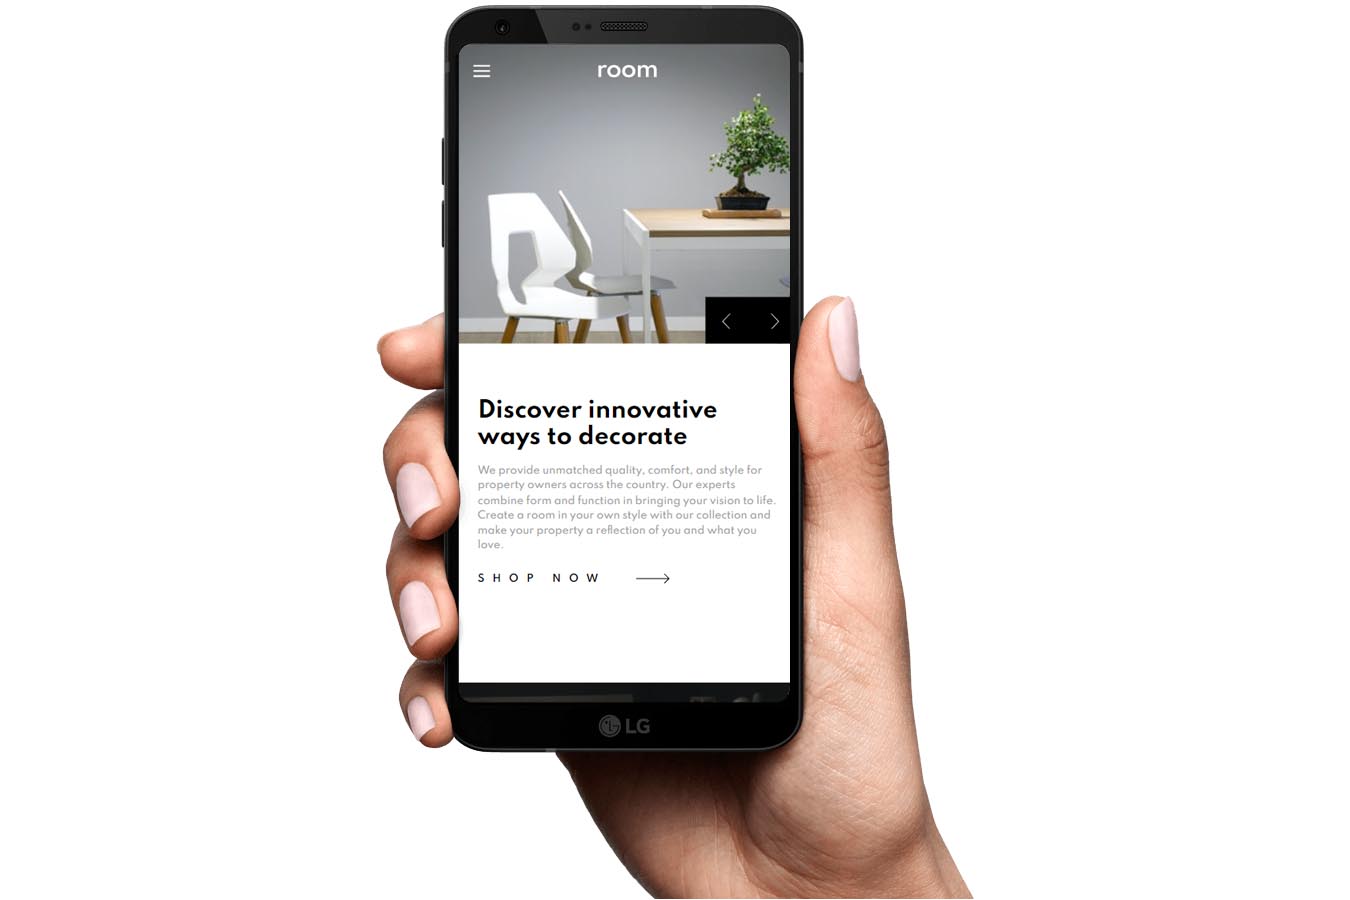 room
Discover innovative
ways to decorate
We provide unmatched quality, comfort, and style for
property owners across the country. Our experts
combine form and function in bringing your vision to life.
Create a room in your own style with our collection and
make your property a reflection of you and what you
love.
SHOP NOW
LG